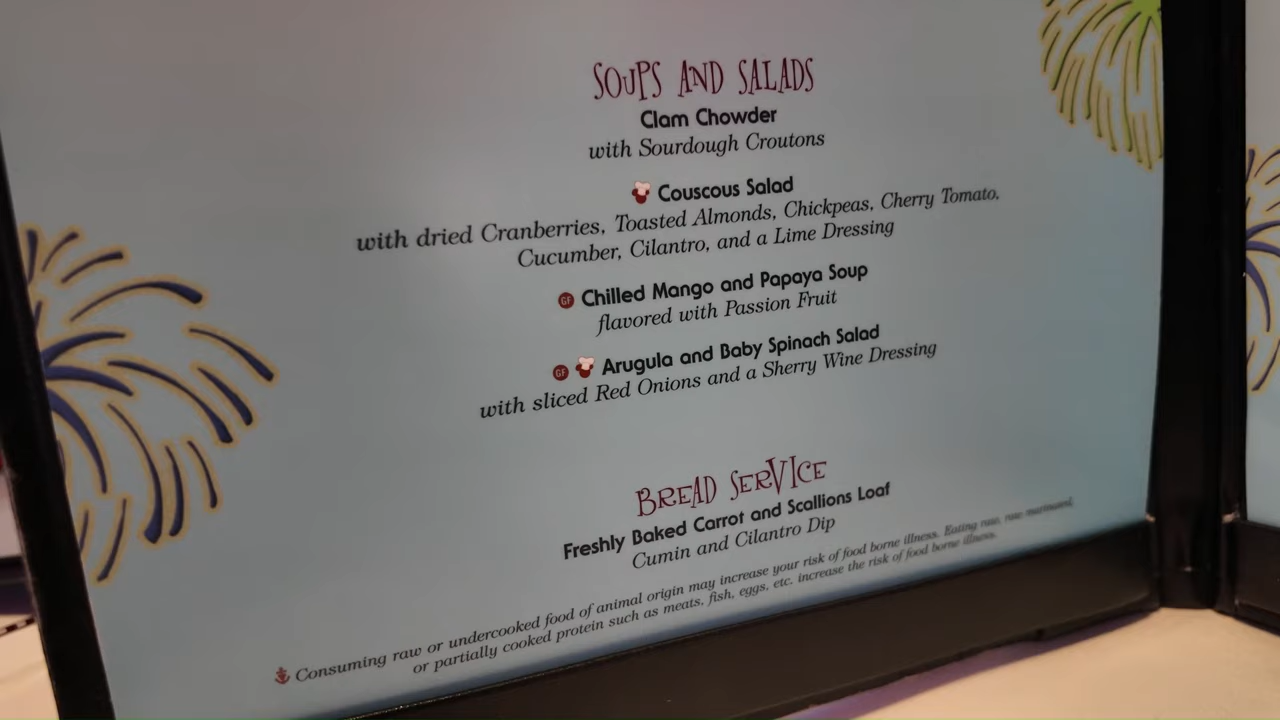 SOUPS AND SALADS
Clam Chowder
with Sourdough Croutons
Couscous Salad
with dried Cranberries, Toasted Almonds, Chickpeas, Cherry Tomato,
Cucumber, Cilantro, and a Lime Dressing
GF Chilled Mango and Papaya Soup
flavored with Passion Fruit
GF Arugula and Baby Spinach Salad
with sliced Red Onions and a Sherry Wine Dressing
BREAD SERVICE
Freshly Baked Carrot and Scallions Loaf
Cumin and Cilantro Dip
Consuming raw or undercooked food of animal origin may increase your risk of food borne illness. Eating raw, rare
or partially cooked protein such as meats, fish, eggs, etc. increase the risk of food borne illness.